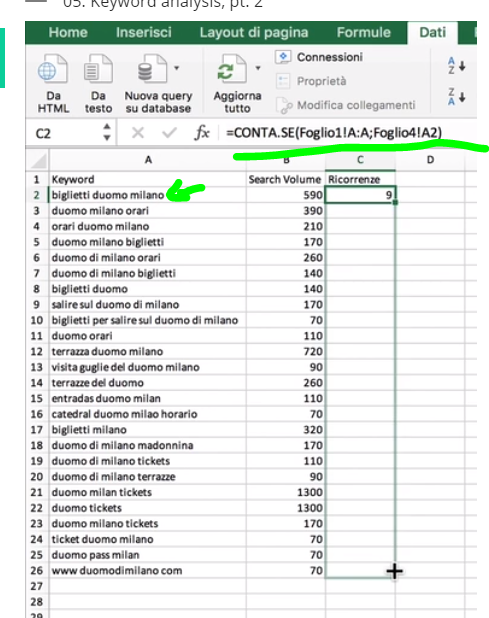 05. Keyword analysis, pt. 2
Home Inserisci Layout di pagina Formule Dati
Da HTML
Da testo
Nuova query su database
Aggiorna tutto
Connessioni
Proprietà
Modifica collegamenti
A Z
Z A
C2 fx =CONTA.SE(Foglio1!A:A;Foglio4!A2)
A B C D
1 Keyword Search Volume Ricorrenze
2 biglietti duomo milano 590 9
3 duomo milano orari 390
4 orari duomo milano 210
5 duomo milano biglietti 170
6 duomo di milano orari 260
7 duomo di milano biglietti 140
8 biglietti duomo 140
9 salire sul duomo di milano 170
10 biglietti per salire sul duomo di milano 70
11 duomo orari 110
12 terrazza duomo milano 720
13 visita guglie del duomo milano 90
14 terrazze del duomo 260
15 entradas duomo milan 110
16 catedral duomo milao horario 70
17 biglietti milano 320
18 duomo di milano madonnina 170
19 duomo di milano tickets 110
20 duomo di milano terrazze 90
21 duomo milan tickets 1300
22 duomo tickets 1300
23 duomo milano tickets 170
24 ticket duomo milano 70
25 duomo pass milan 70
26 www duomodimilano com 70
27
28
29